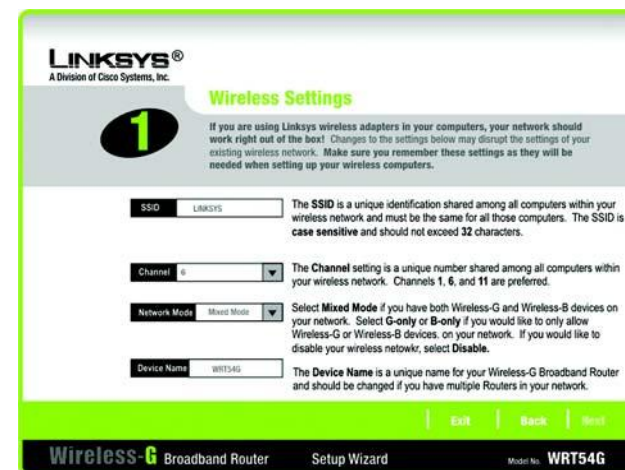 LINKSYS®
A Division of Cisco Systems, Inc.
Wireless Settings
1
If you are using Linksys wireless adapters in your computers, your network should
work right out of the box! Changes to the settings below may disrupt the settings of your
existing wireless network. Make sure you remember these settings as they will be
needed when setting up your wireless computers.
SSID LINKSYS
The SSID is a unique identification shared among all computers within your
wireless network and must be the same for all those computers. The SSID is
case sensitive and should not exceed 32 characters.
Channel 6
The Channel setting is a unique number shared among all computers within
your wireless network. Channels 1, 6, and 11 are preferred.
Network Mode Mixed Mode
Select Mixed Mode if you have both Wireless-G and Wireless-B devices on
your network. Select G-only or B-only if you would like to only allow
Wireless-G or Wireless-B devices. on your network. If you would like to
disable your wireless netowkr, select Disable.
Device Name WRT54G
The Device Name is a unique name for your Wireless-G Broadband Router
and should be changed if you have multiple Routers in your network.
Exit Back Next
Wireless-G Broadband Router Setup Wizard Model No. WRT54G